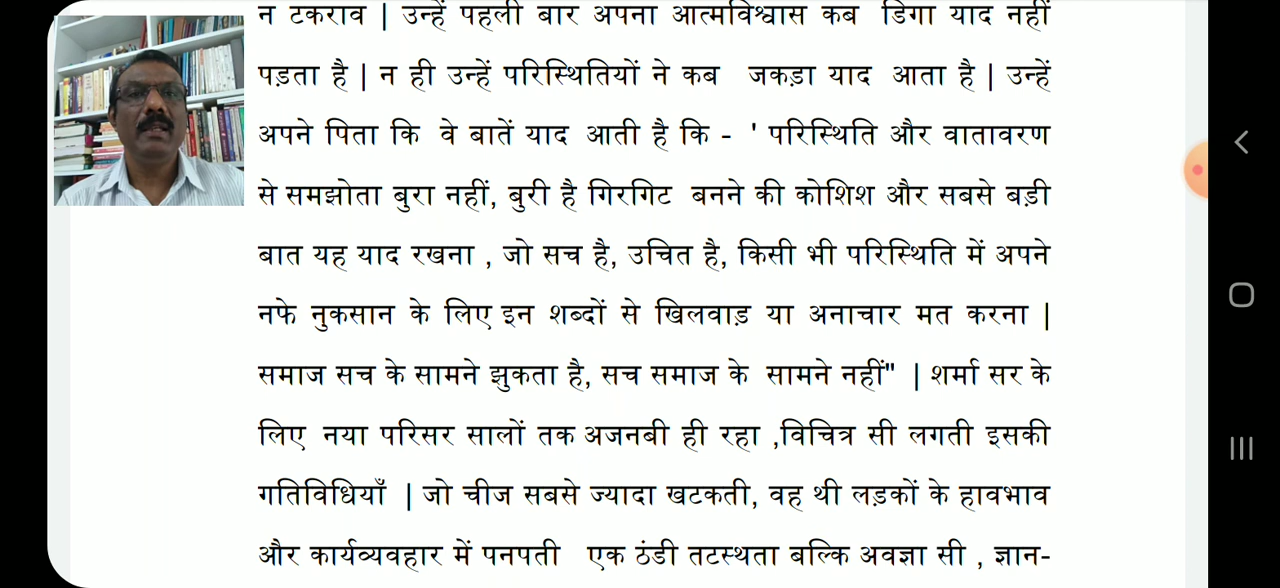 न टकराव | उन्हें पहली बार अपना आत्मविश्वास कब डिगा याद नहीं
पड़ता है | न ही उन्हें परिस्थितियों ने कब जकड़ा याद आता है | उन्हें
अपने पिता कि वे बातें याद आती है कि - ' परिस्थिति और वातावरण
से समझोता बुरा नहीं, बुरी है गिरगिट बनने की कोशिश और सबसे बड़ी
बात यह याद रखना , जो सच है, उचित है, किसी भी परिस्थिति में अपने
नफे नुकसान के लिए इन शब्दों से खिलवाड़ या अनाचार मत करना |
समाज सच के सामने झुकता है, सच समाज के सामने नहीं" | शर्मा सर के
लिए नया परिसर सालों तक अजनबी ही रहा ,विचित्र सी लगती इसकी
गतिविधियाँ | जो चीज सबसे ज्यादा खटकती, वह थी लड़कों के हावभाव
और कार्यव्यवहार में पनपती एक ठंडी तटस्थता बल्कि अवज्ञा सी , ज्ञान-